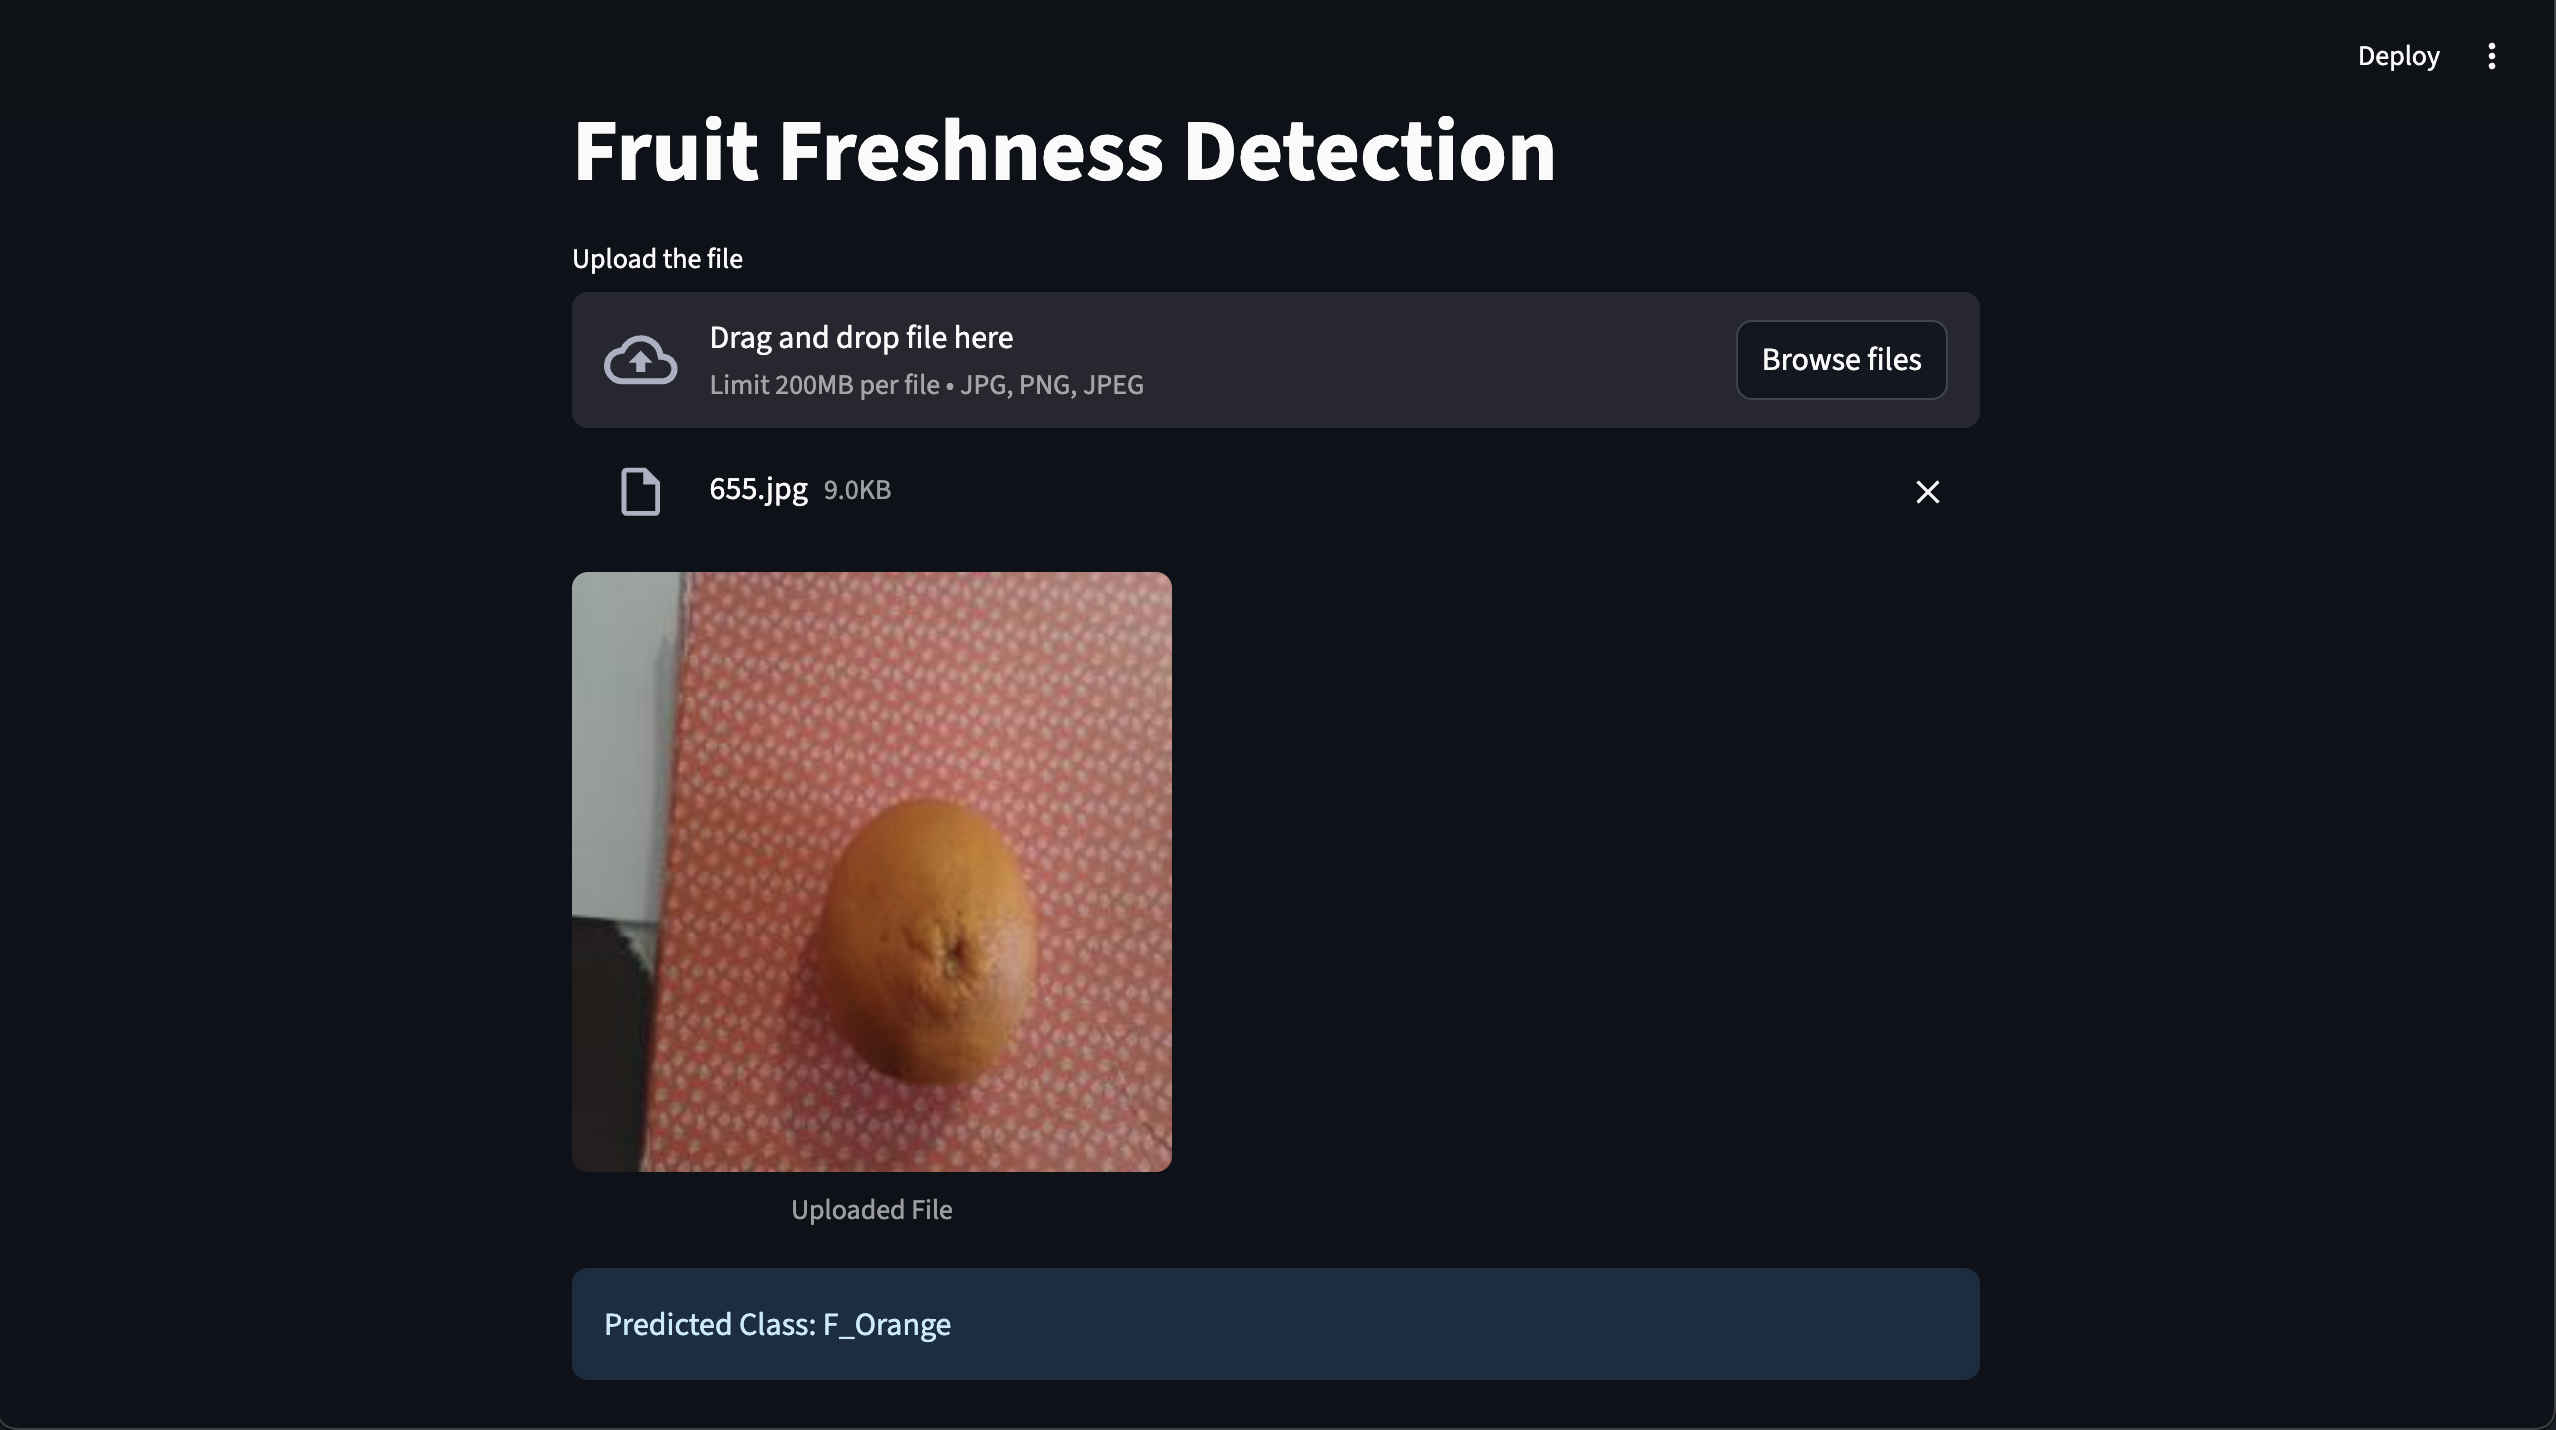 Deploy
Fruit Freshness Detection
Upload the file
Drag and drop file here
Limit 200MB per file • JPG, PNG, JPEG
Browse files
655.jpg 9.0KB
Uploaded File
Predicted Class: F_Orange